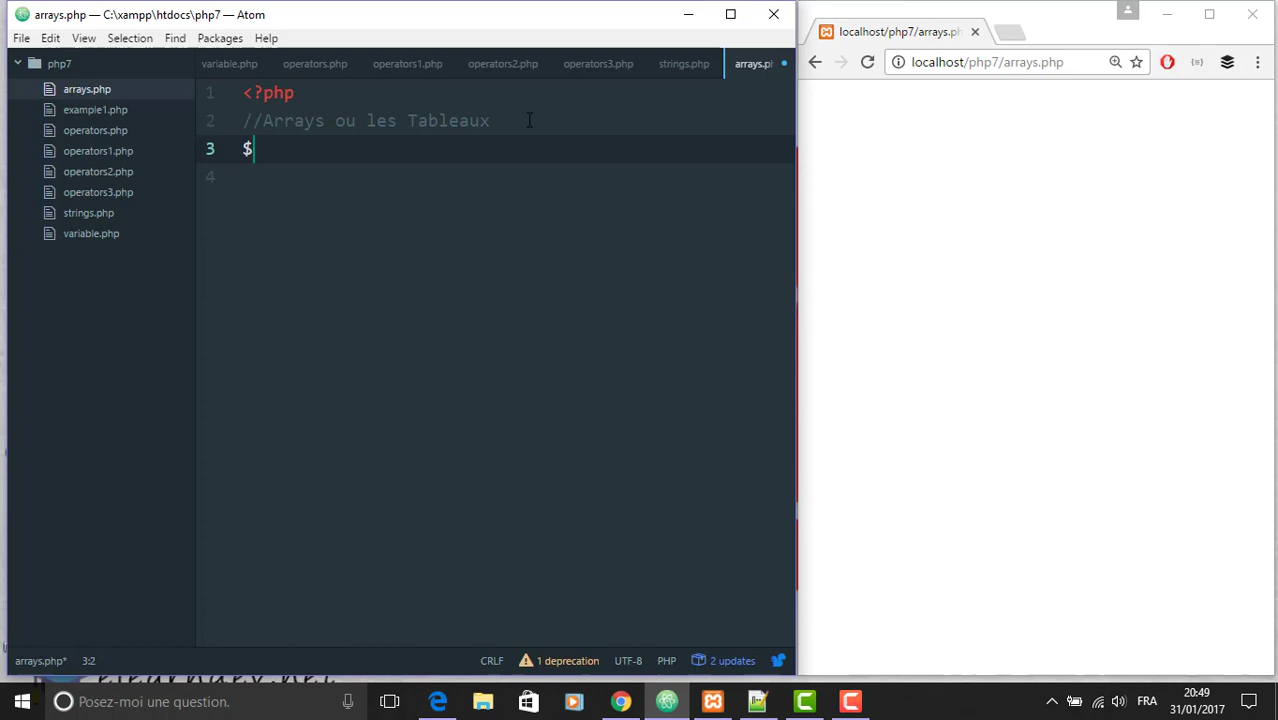 arrays.php — C:\xampp\htdocs\php7 — Atom
File Edit View Selection Find Packages Help
php7
arrays.php
example1.php
operators.php
operators1.php
operators2.php
operators3.php
strings.php
variable.php
variable.php operators.php operators1.php operators2.php operators3.php strings.php arrays.p
1 <?php
2 //Arrays ou les Tableaux
3 $
4
arrays.php* 3:2 CRLF 1 deprecation UTF-8 PHP 2 updates
localhost/php7/arrays.ph
localhost/php7/arrays.php
Posez-moi une question.
FRA
20:49
31/01/2017